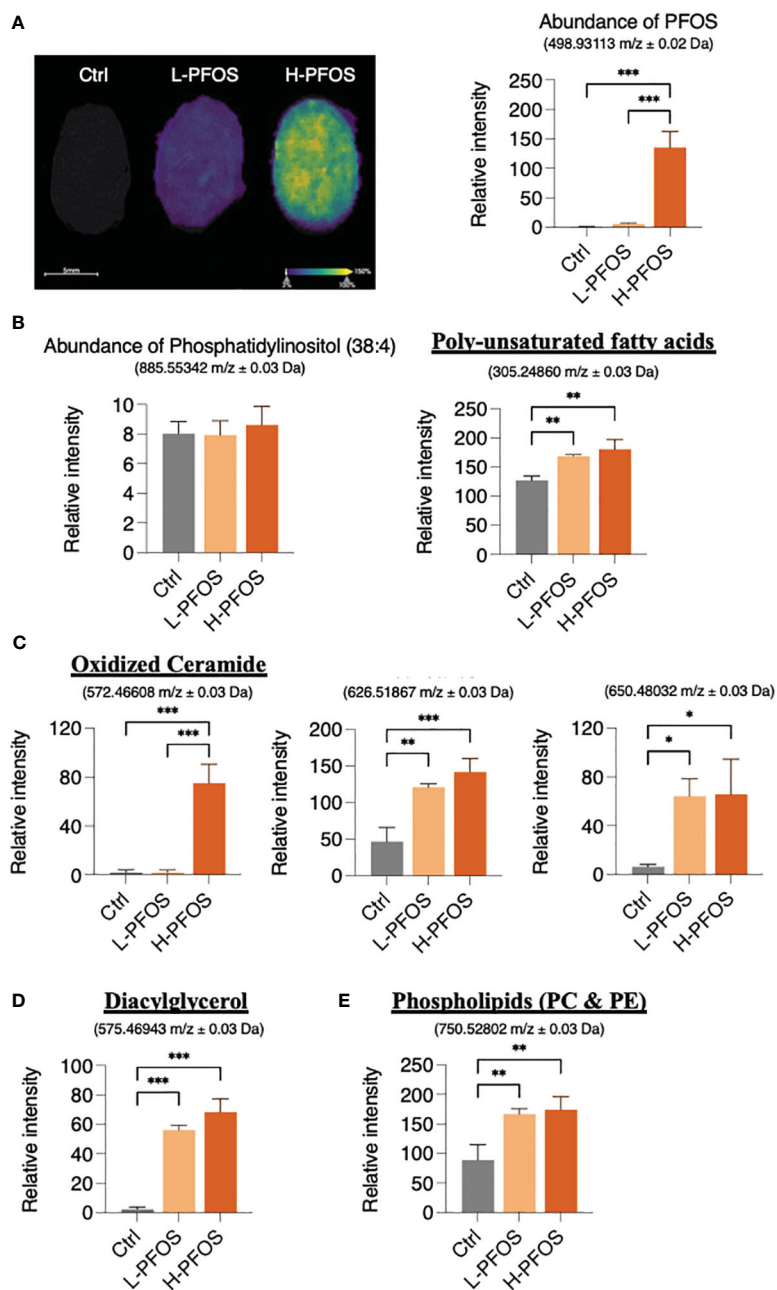 A
Ctrl L-PFOS H-PFOS
5mm
150%
100%
Abundance of PFOS
(498.93113 m/z ± 0.02 Da)
Relative intensity
250
200
150
100
50
0
***
***
Ctrl
L-PFOS
H-PFOS
B
Abundance of Phosphatidylinositol (38:4)
(885.55342 m/z ± 0.03 Da)
Relative intensity
10
8
6
4
2
0
Ctrl
L-PFOS
H-PFOS
Poly-unsaturated fatty acids
(305.24860 m/z ± 0.03 Da)
Relative intensity
250
200
150
100
50
0
**
**
Ctrl
L-PFOS
H-PFOS
C
Oxidized Ceramide
(572.46608 m/z ± 0.03 Da)
Relative intensity
120
80
40
0
***
***
Ctrl
L-PFOS
H-PFOS
(626.51867 m/z ± 0.03 Da)
Relative intensity
200
150
100
50
0
***
**
Ctrl
L-PFOS
H-PFOS
(650.48032 m/z ± 0.03 Da)
Relative intensity
120
80
40
0
*
*
Ctrl
L-PFOS
H-PFOS
D
Diacylglycerol
(575.46943 m/z ± 0.03 Da)
Relative intensity
100
80
60
40
20
0
***
***
Ctrl
L-PFOS
H-PFOS
E
Phospholipids (PC & PE)
(750.52802 m/z ± 0.03 Da)
Relative intensity
250
200
150
100
50
0
**
**
Ctrl
L-PFOS
H-PFOS